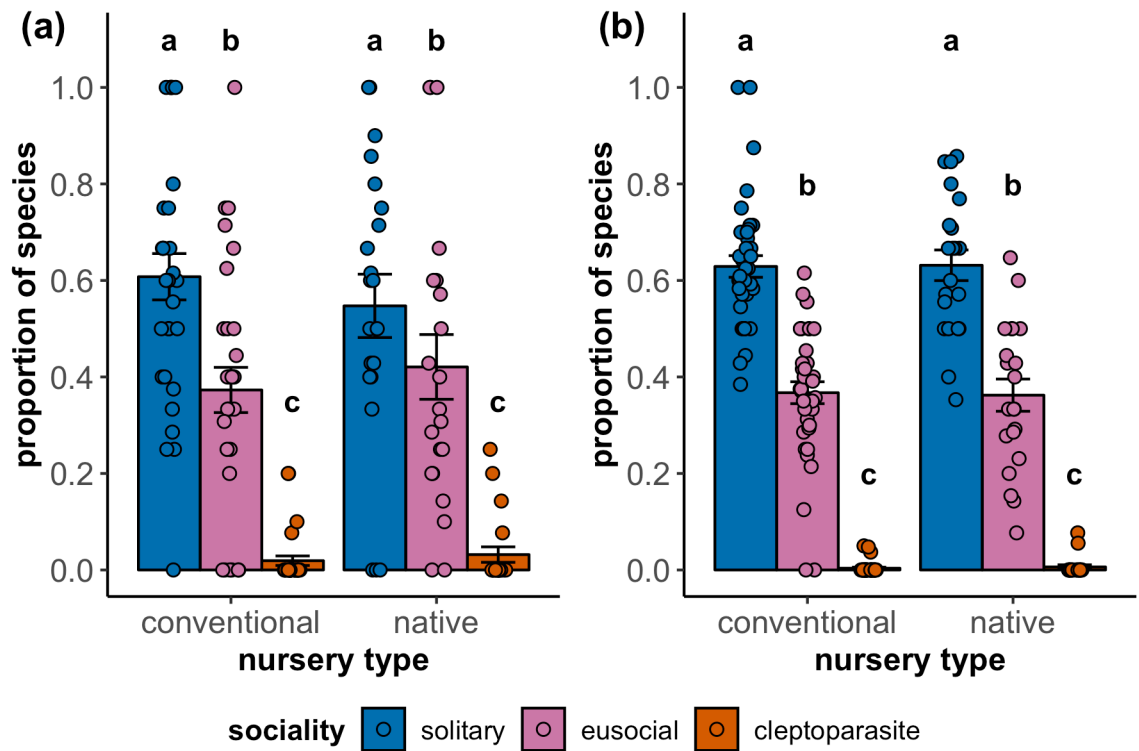 (a)
a b a b
c c
proportion of species
1.0
0.8
0.6
0.4
0.2
0.0
conventional native
nursery type
(b)
a a
b b
c c
proportion of species
1.0
0.8
0.6
0.4
0.2
0.0
conventional native
nursery type
sociality solitary eusocial cleptoparasite